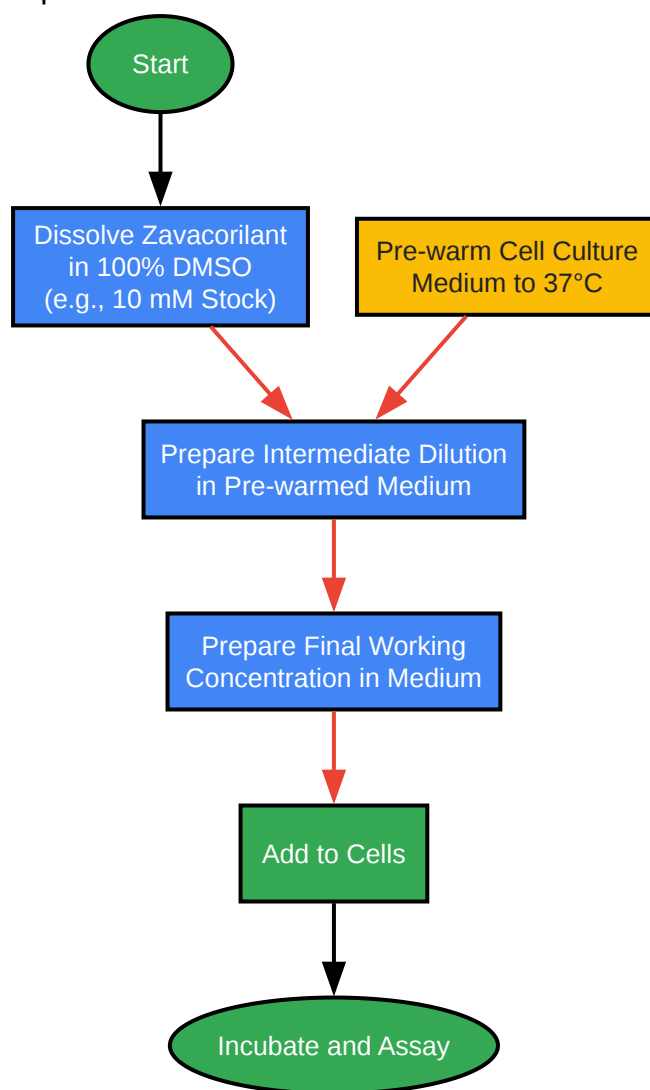 Start
Dissolve Zavacorilant
in 100% DMSO
(e.g., 10 mM Stock)
Pre-warm Cell Culture
Medium to 37°C
Prepare Intermediate Dilution
in Pre-warmed Medium
Prepare Final Working
Concentration in Medium
Add to Cells
Incubate and Assay